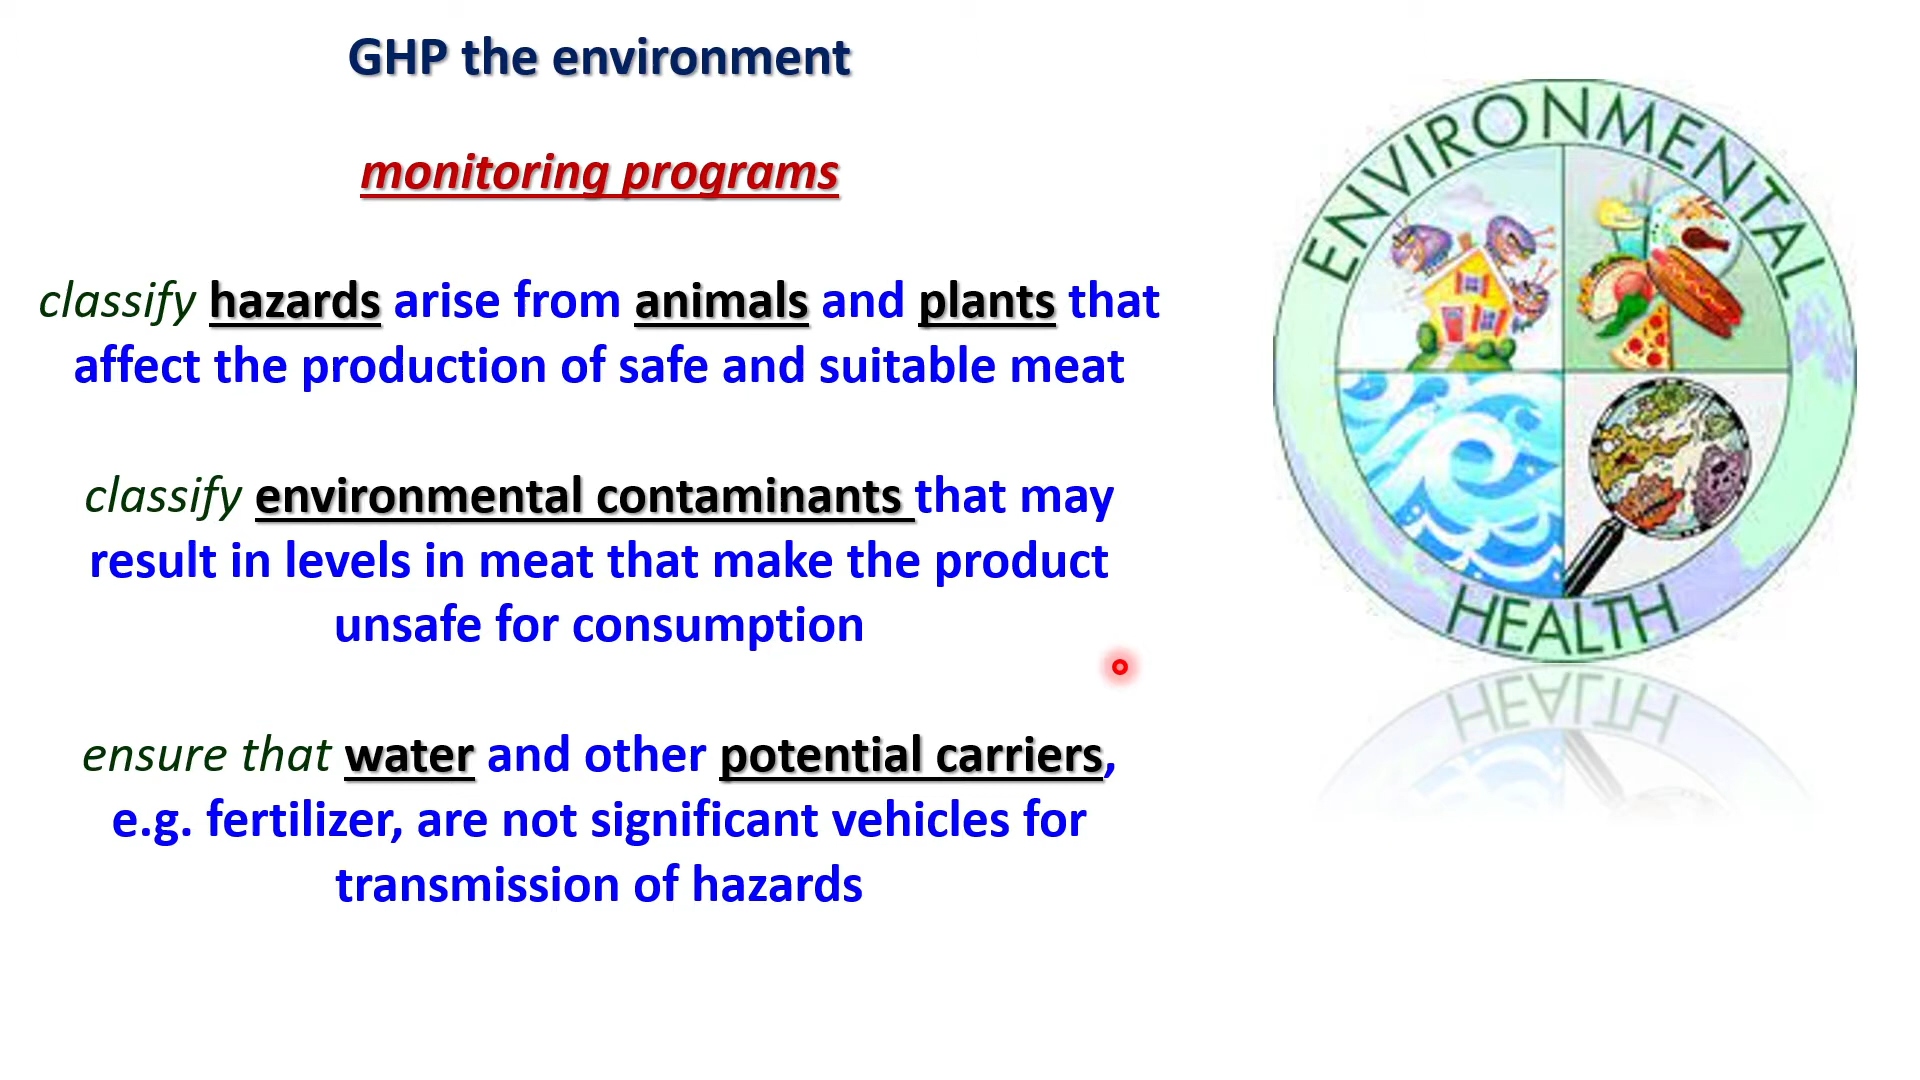 GHP the environment
monitoring programs
classify hazards arise from animals and plants that
affect the production of safe and suitable meat
classify environmental contaminants that may
result in levels in meat that make the product
unsafe for consumption
ensure that water and other potential carriers,
e.g. fertilizer, are not significant vehicles for
transmission of hazards
ENVIRONMENTAL
HEALTH